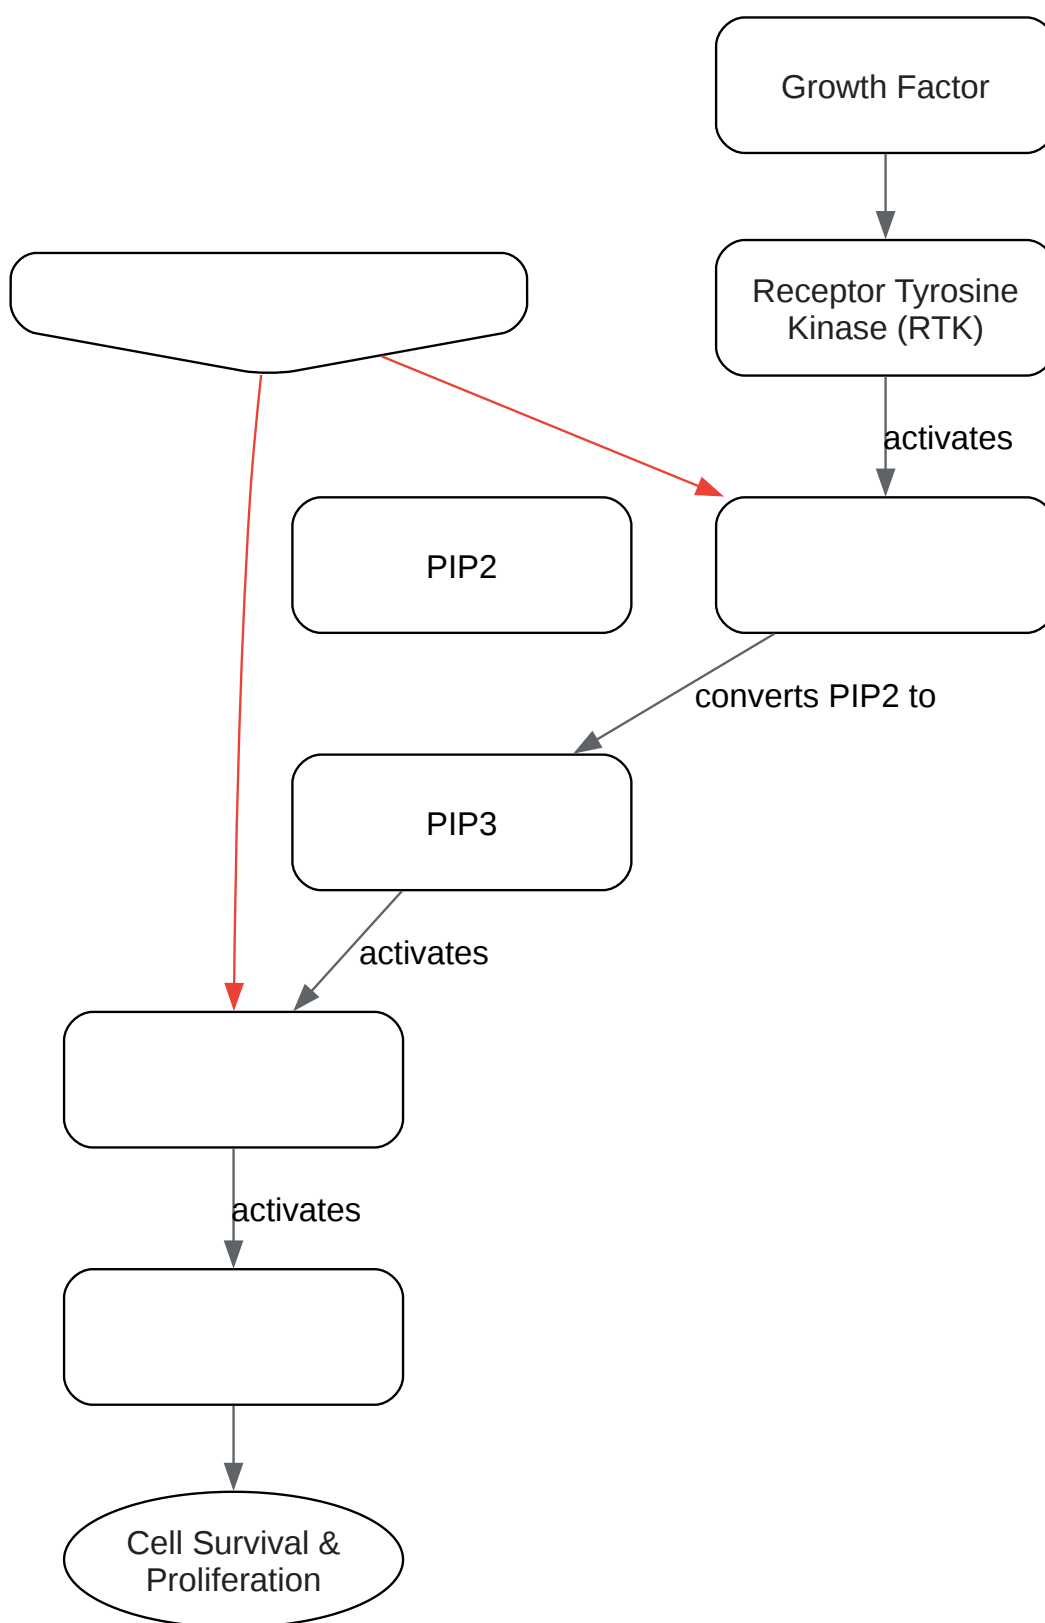 Growth Factor
Receptor Tyrosine
Kinase (RTK)
activates
PIP2
converts PIP2 to
PIP3
activates
activates
Cell Survival &
Proliferation